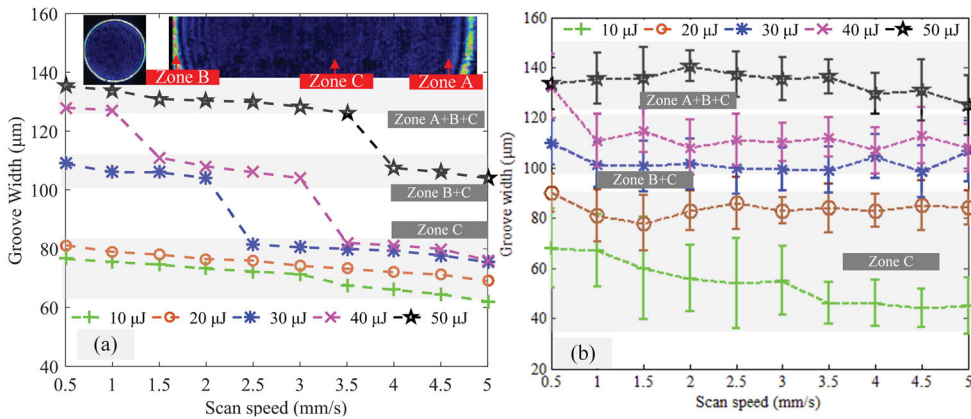 160
140
120
100
80
60
40
Groove Width (μm)
Zone B
Zone C
Zone A
Zone A+B+C
Zone B+C
Zone C
10 μJ 20 μJ 30 μJ 40 μJ 50 μJ
(a)
0.5 1 1.5 2 2.5 3 3.5 4 4.5 5
Scan speed (mm/s)
160
140
120
100
80
60
40
20
Groove width (μm)
10 μJ 20 μJ 30 μJ 40 μJ 50 μJ
Zone A+B+C
Zone B+C
Zone C
(b)
0.5 1 1.5 2 2.5 3 3.5 4 4.5 5
Scan speed (mm/s)